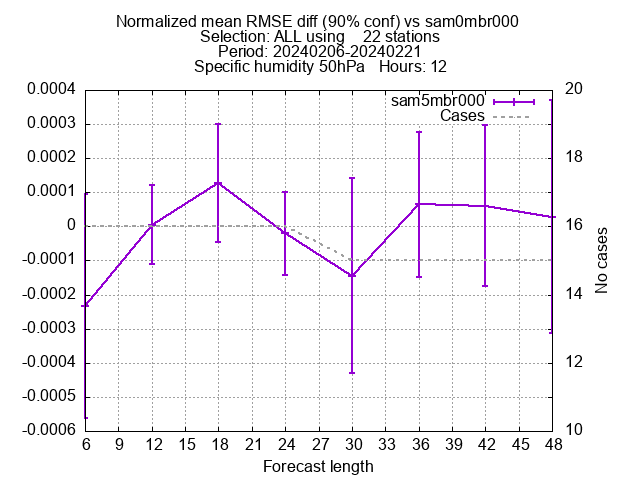 Normalized mean RMSE diff (90% conf) vs sam0mbr000
Selection: ALL using    22 stations
Period: 20240206-20240221
Specific humidity 50hPa   Hours: 12
sam5mbr000
Cases
0.0004
0.0003
0.0002
0.0001
0
-0.0001
-0.0002
-0.0003
-0.0004
-0.0005
-0.0006
20
18
16
14
12
10
No cases
6 9 12 15 18 21 24 27 30 33 36 39 42 45 48
Forecast length